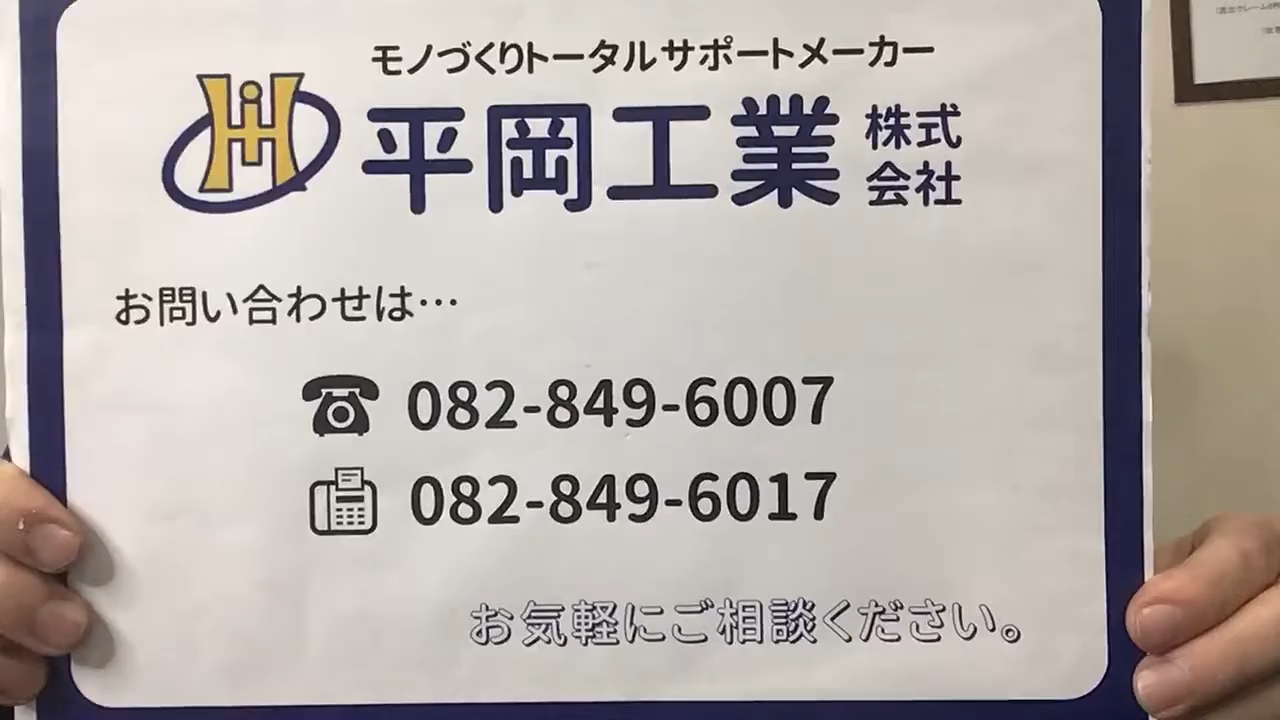 モノづくりトータルサポートメーカー
平岡工業 株式会社
お問い合わせは…
082-849-6007
082-849-6017
お気軽にご相談ください。